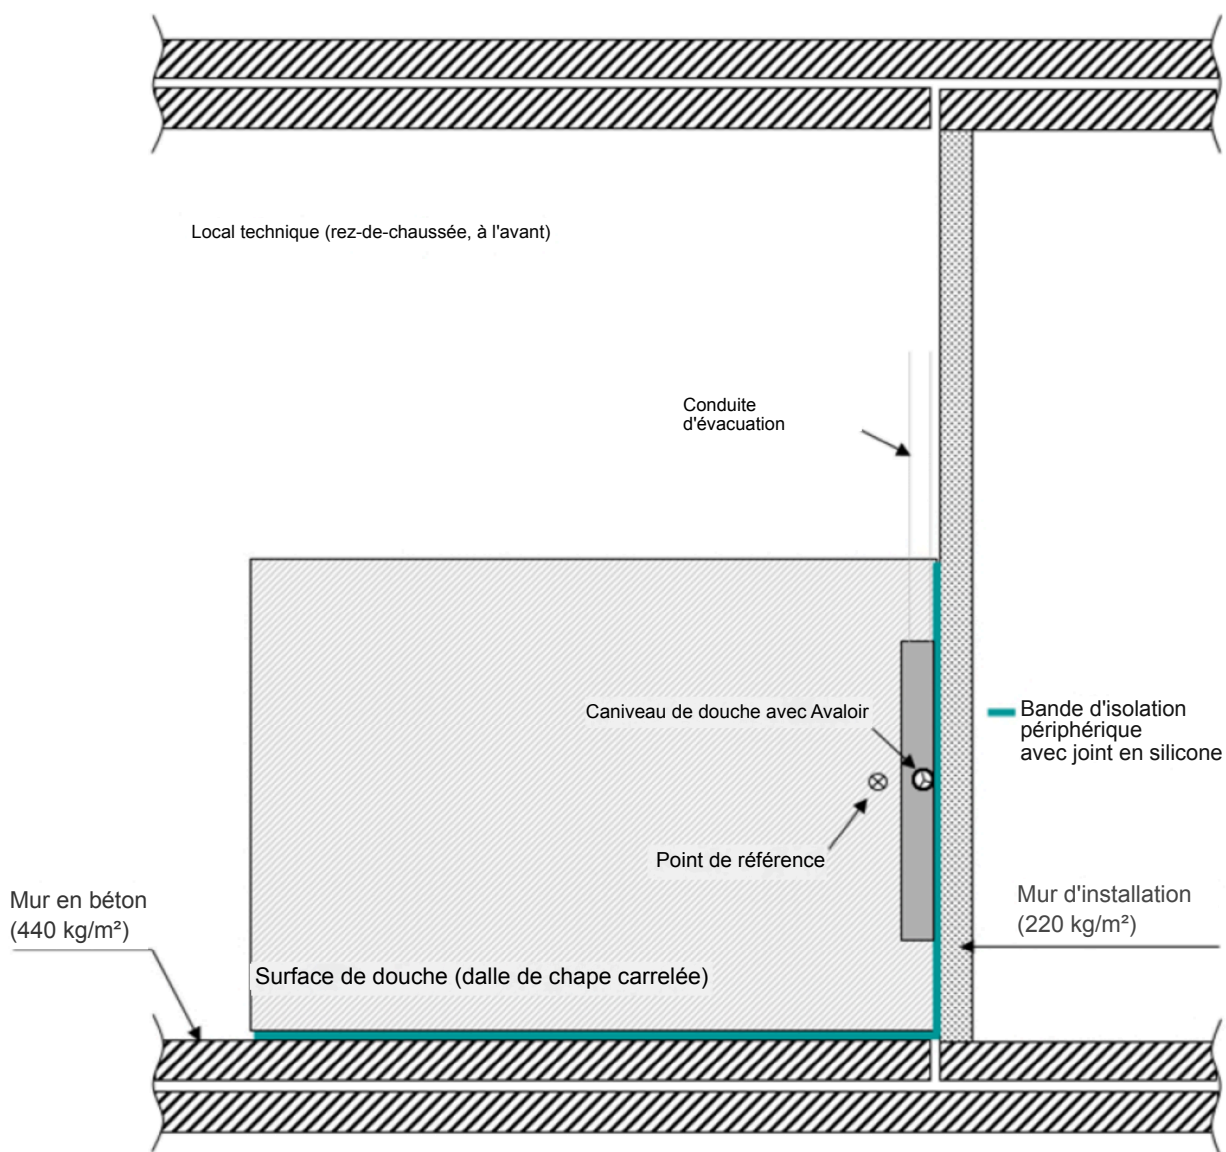 Local technique (rez-de-chaussée, à l'avant)
Conduite
d'évacuation
Caniveau de douche avec Avaloir
Bande d'isolation
périphérique
avec joint en silicone
Point de référence
Mur en béton
(440 kg/m²)
Mur d'installation
(220 kg/m²)
Surface de douche (dalle de chape carrelée)